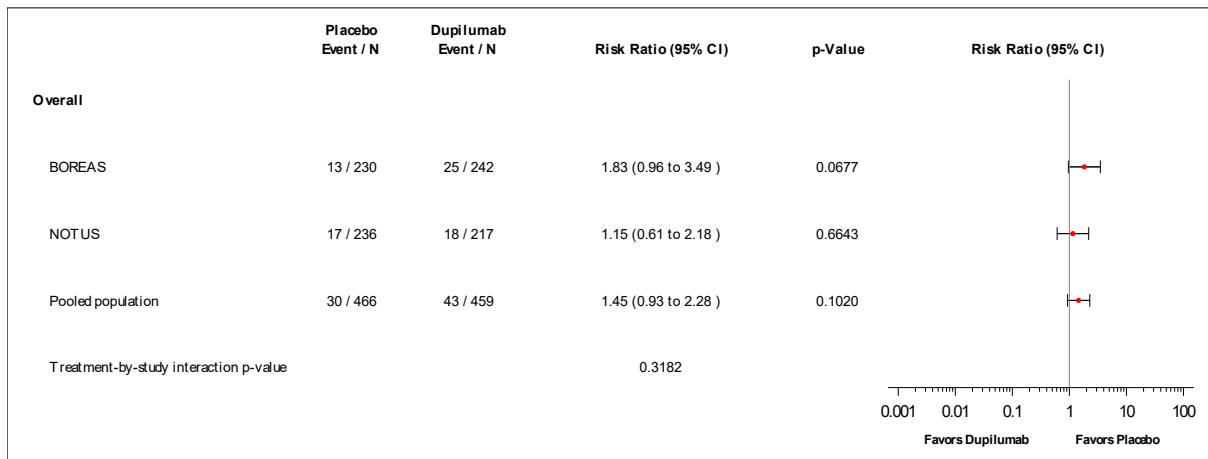 Placebo Dupilumab
Event / N Event / N Risk Ratio (95% CI) p-Value Risk Ratio (95% CI)
Overall
BOREAS 13 / 230 25 / 242 1.83 (0.96 to 3.49 ) 0.0677
NOTUS 17 / 236 18 / 217 1.15 (0.61 to 2.18 ) 0.6643
Pooled population 30 / 466 43 / 459 1.45 (0.93 to 2.28 ) 0.1020
Treatment-by-study interaction p-value 0.3182
0.001 0.01 0.1 1 10 100
Favors Dupilumab Favors Placebo